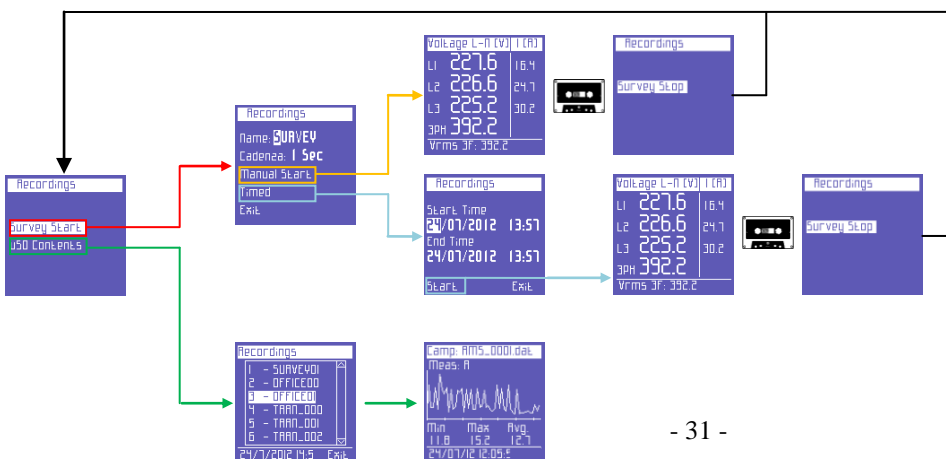 Voltage L-N [V] I [A]
L1 227.6 16.4
L2 226.6 24.7
L3 225.2 30.2
3PH 392.2
Vrms 3F: 392.2
Recordings
Survey Stop
Recordings
Name: SURVEY
Cadenza: 1 Sec
Manual Start
Timed
Exit
Recordings
Survey Start
uSD Contents
Recordings
Start Time
24/07/2012 13:57
End Time
24/07/2012 13:57
Start Exit
Voltage L-N [V] I [A]
L1 227.6 16.4
L2 226.6 24.7
L3 225.2 30.2
3PH 392.2
Vrms 3F: 392.2
Recordings
Survey Stop
Recordings
1 - SURVEY01
2 - OFFICE00
3 - OFFICE01
4 - TRAN_000
5 - TRAN_001
6 - TRAN_002
24/7/2012 14:5 Exit
Camp: AMS_0001.dat
Meas: A
Min Max Avg.
11.8 15.2 12.7
24/07/12 12:05:5
- 31 -